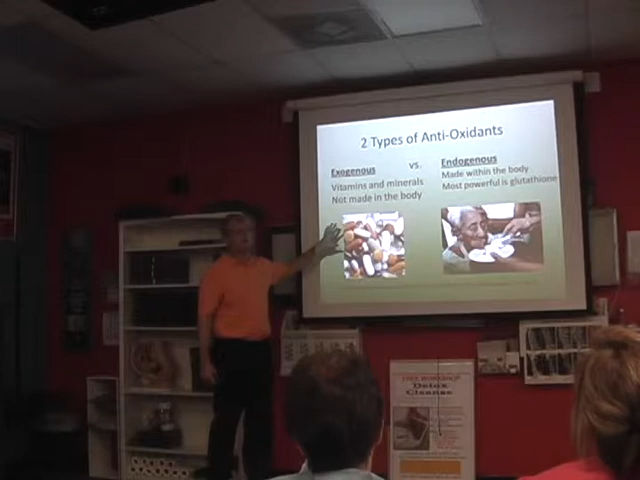 2 Types of Anti-Oxidants
Exogenous vs. Endogenous
Vitamins and minerals
Not made in the body
Made within the body
Most powerful is glutathione
Detox
Cleanse